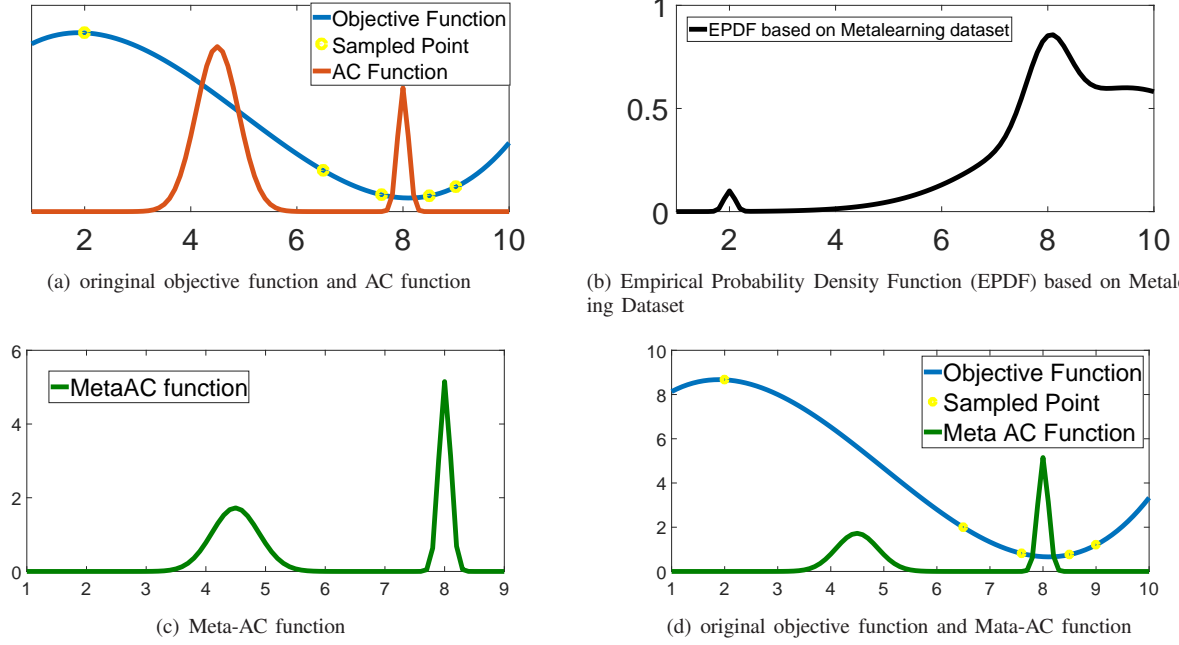 Objective Function
Sampled Point
AC Function
2 4 6 8 10
(a) oringinal objective function and AC function
EPDF based on Metalearning dataset
1
0.5
0
2 4 6 8 10
(b) Empirical Probability Density Function (EPDF) based on Metale
ing Dataset
MetaAC function
6
4
2
0
1 2 3 4 5 6 7 8 9
(c) Meta-AC function
Objective Function
Sampled Point
Meta AC Function
10
8
6
4
2
0
1 2 3 4 5 6 7 8 9 10
(d) original objective function and Mata-AC function